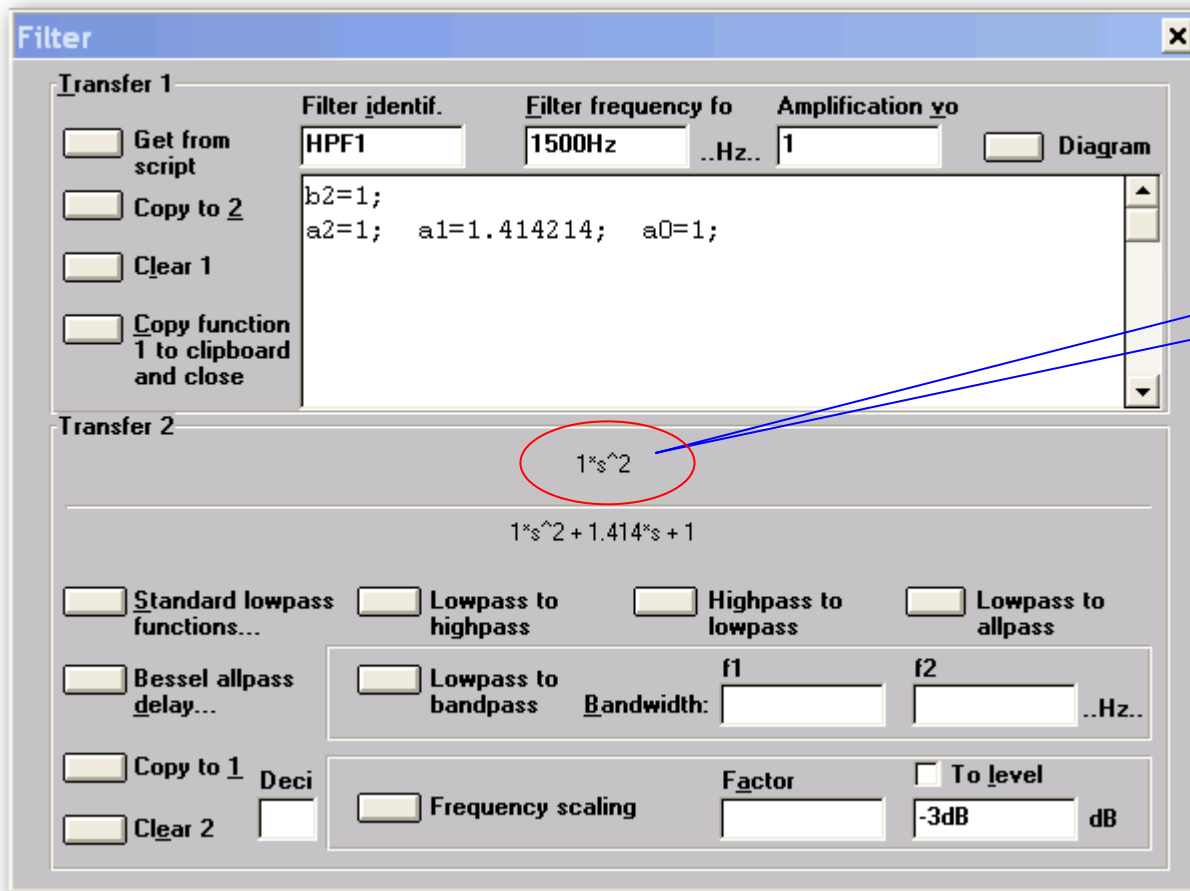 Filter
Transfer 1
Filter identif. Filter frequency fo Amplification vo
Get from script
HPF1 1500Hz ..Hz.. 1 Diagram
Copy to 2
b2=1;
a2=1; a1=1.414214; a0=1;
Clear 1
Copy function
1 to clipboard
and close
Transfer 2
1*s^2
1*s^2 + 1.414*s + 1
Standard lowpass
functions...
Lowpass to
highpass
Highpass to
lowpass
Lowpass to
allpass
Bessel allpass
delay...
Lowpass to
bandpass
Bandwidth:
f1
f2
..Hz..
Copy to 1
Deci
Clear 2
Frequency scaling
Factor
To level
-3dB dB